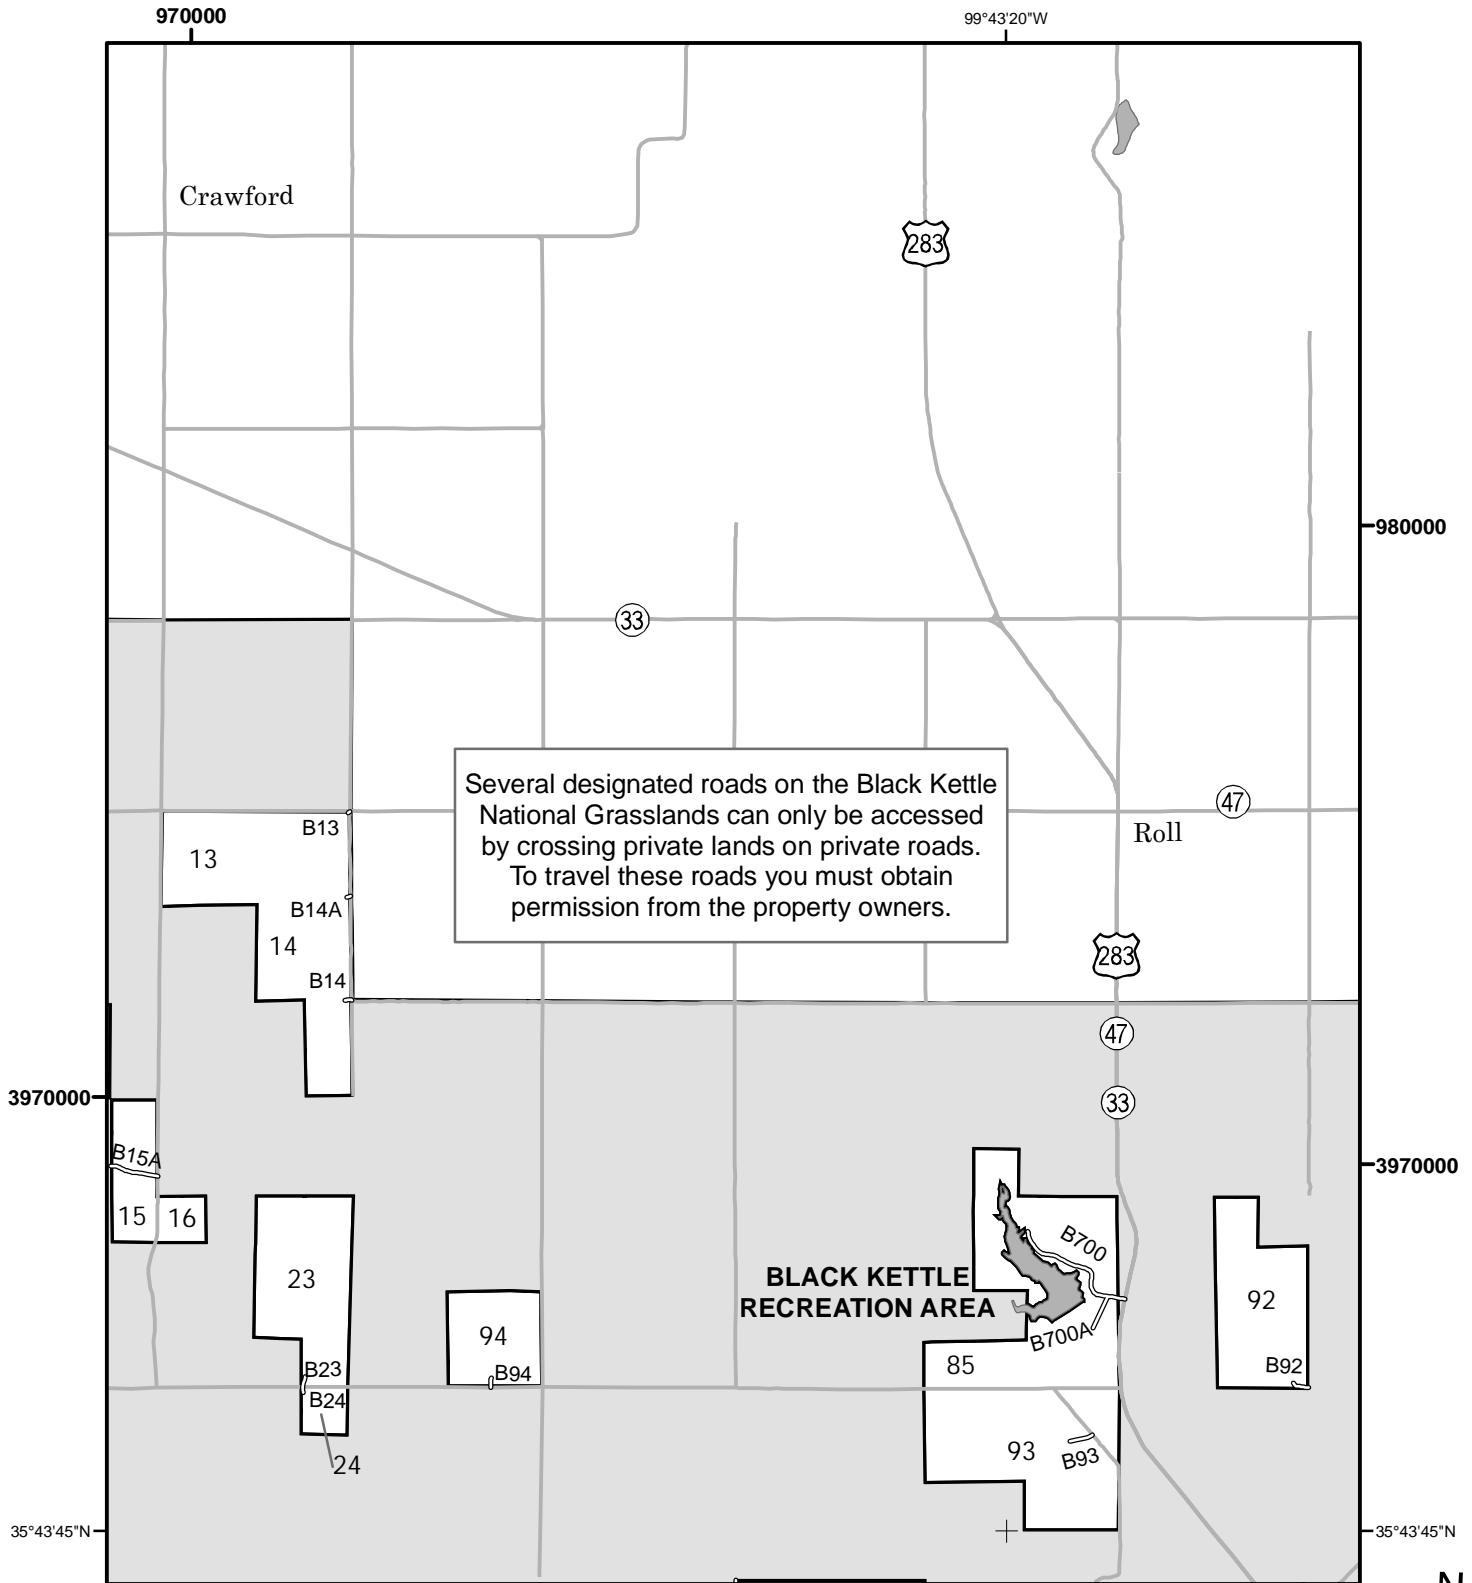 970000
99°43'20"W
Crawford
283
980000
33
Several designated roads on the Black Kettle
National Grasslands can only be accessed
by crossing private lands on private roads.
To travel these roads you must obtain
permission from the property owners.
47
B13
Roll
13
B14A
14
283
B14
47
3970000
33
B15A
3970000
15
16
B700
23
BLACK KETTLE
RECREATION AREA
92
94
B700A
85
B23
B94
B92
B24
93
B93
24
35°43'45"N
35°43'45"N
N